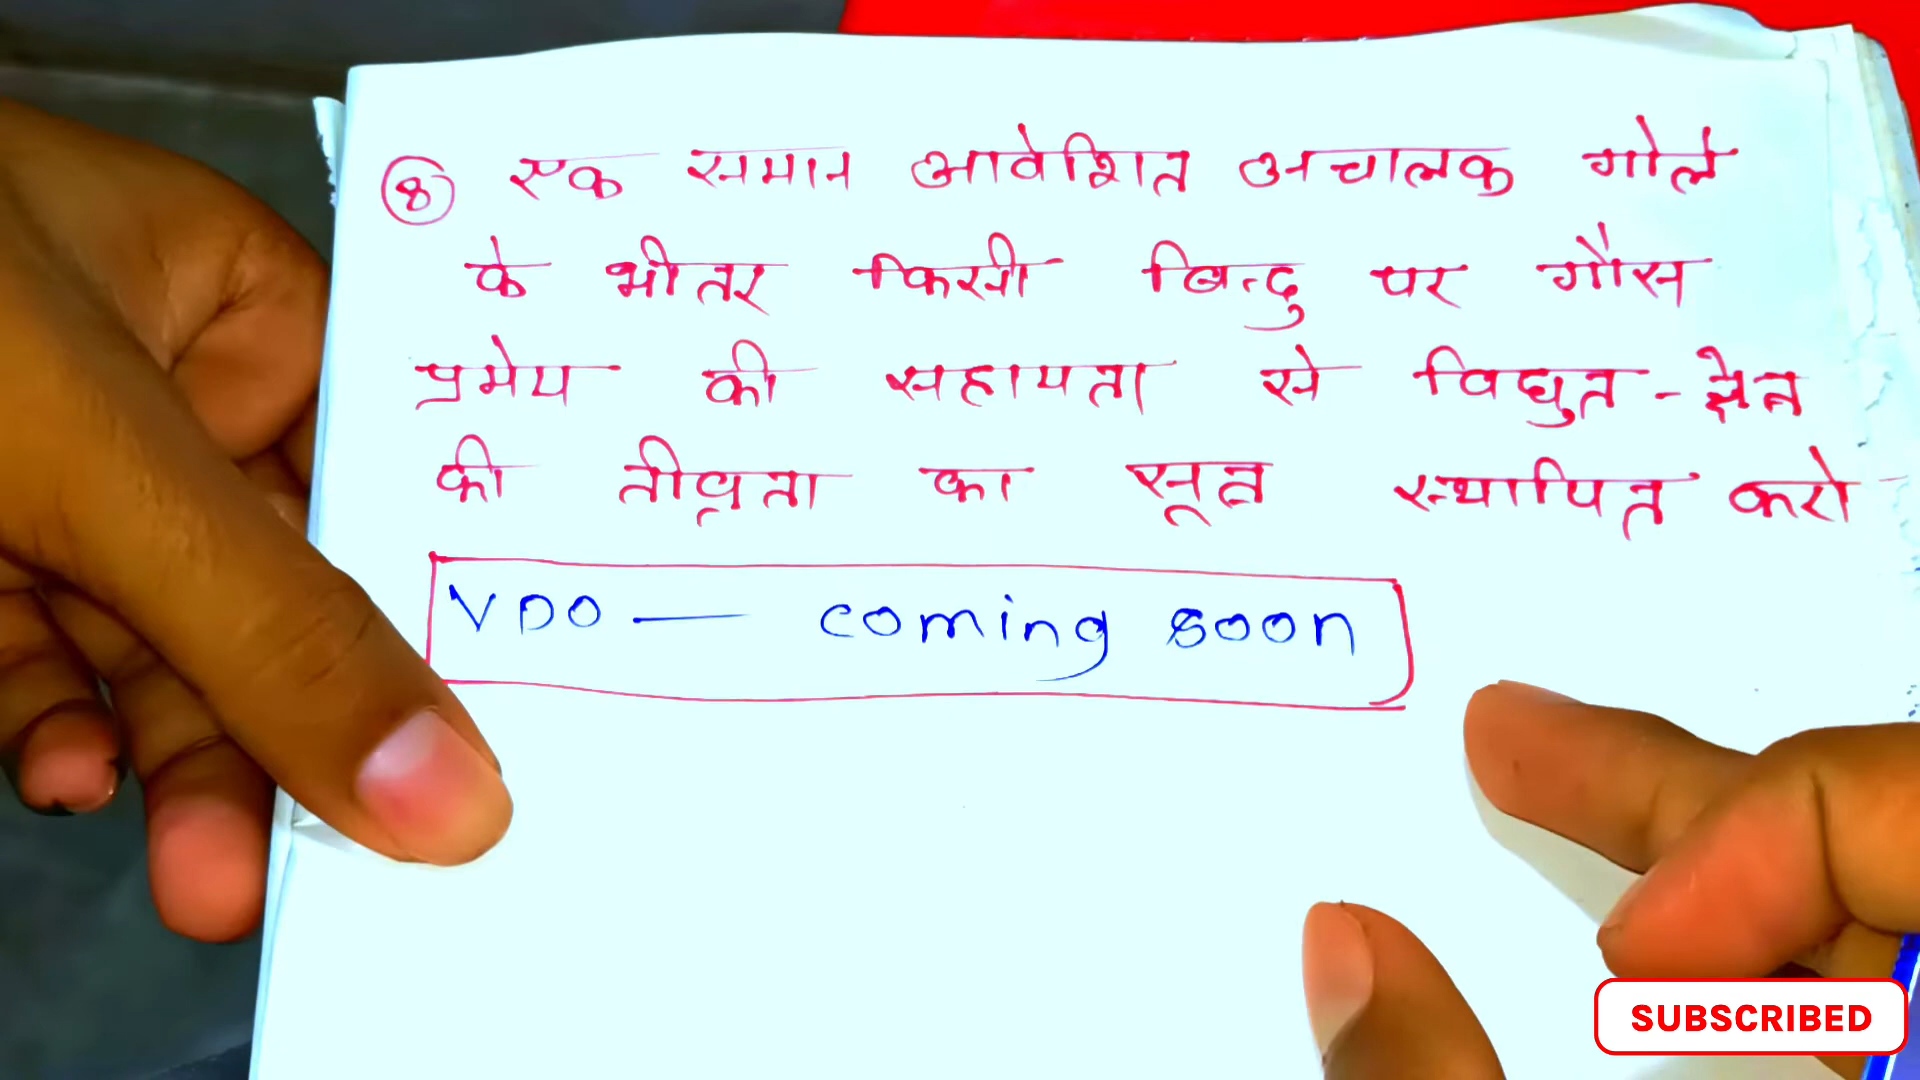 8 एक समान आवेशित अचालक गोले
के भीतर किसी बिन्दु पर गौस
प्रमेय की सहायता से विद्युत-क्षेत्र
की तीव्रता का सूत्र स्थापित करो
VDO — coming soon
SUBSCRIBED